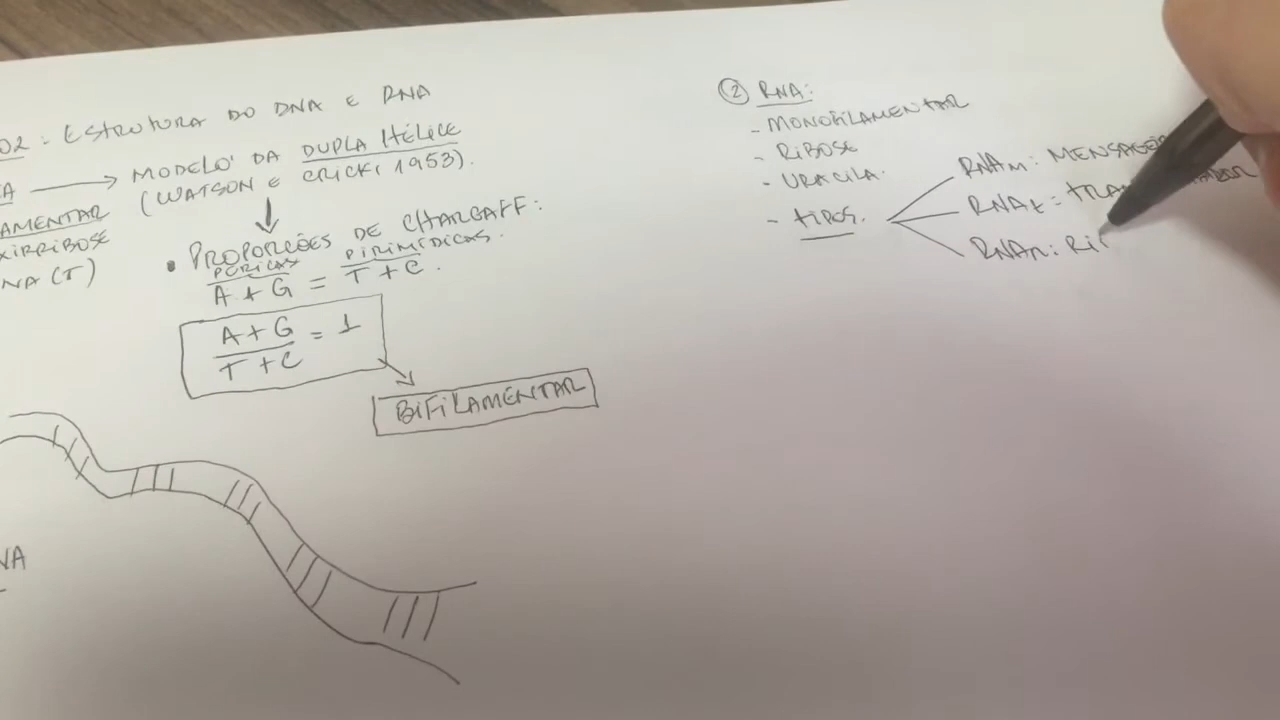 02: ESTRUTURA DO DNA E RNA
MODELO DA DUPLA HÉLICE
(WATSON E CRICK, 1953).
AMENTAR
XIRRIBOSE
NA (T)
• PROPORÇÕES DE CHARGAFF:
PÚRICAS PIRIMÍDICAS
A + G = T + C.
A + G
T + C
= 1
BIFILAMENTAR
NA
② RNA:
- MONOFILAMENTAR
- RIBOSE
- URACILA.
- TIPOS.
RNAm: MENSAGE
RNAt: TRA
RNAr: Ri